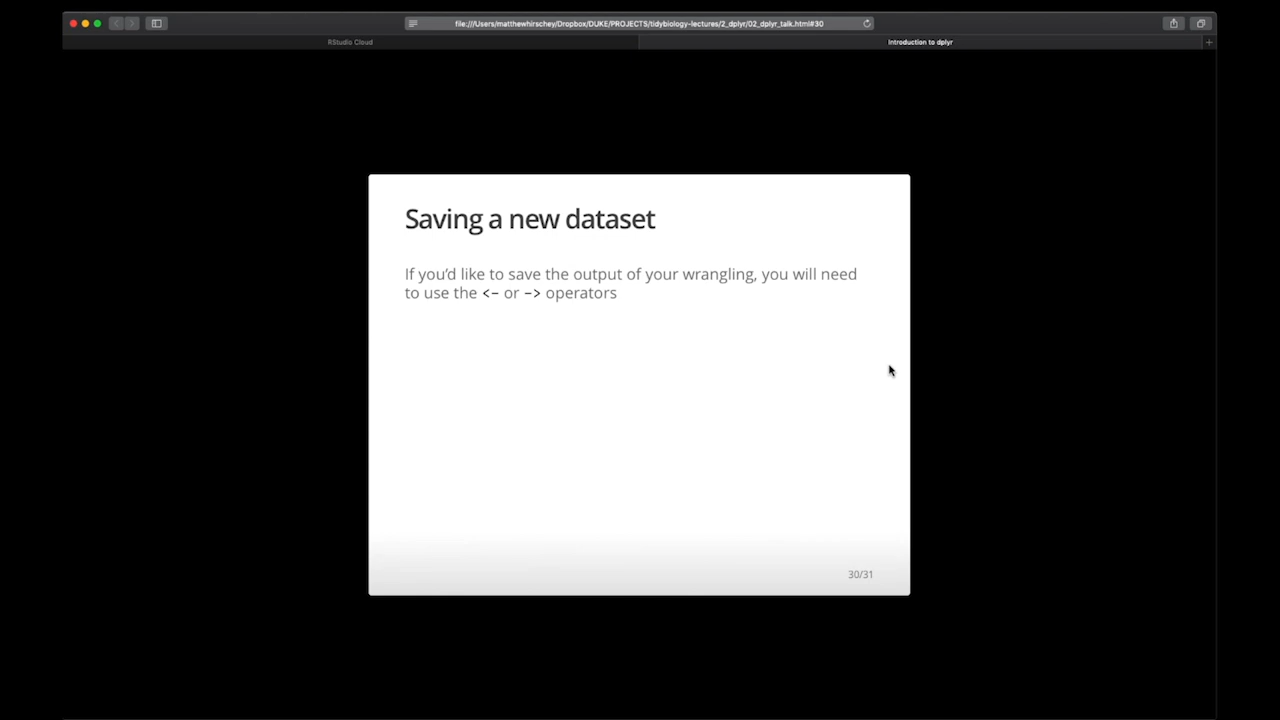 file:///Users/matthewhirschey/Dropbox/DUKE/PROJECTS/tidybiology-lectures/2_dplyr/02_dplyr_talk.html#30
RStudio Cloud
Introduction to dplyr
Saving a new dataset
If you'd like to save the output of your wrangling, you will need
to use the <- or -> operators
30/31